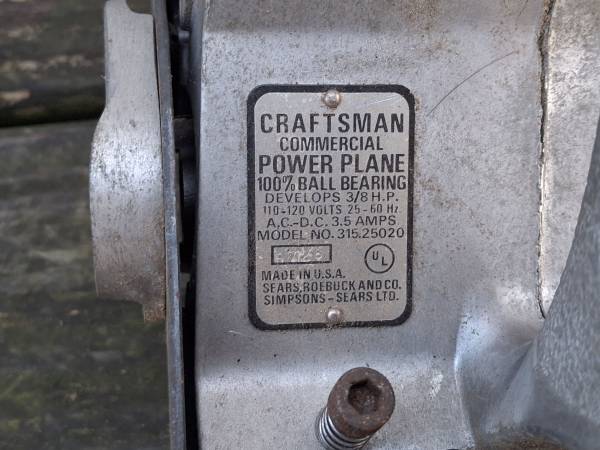 CRAFTSMAN
COMMERCIAL
POWER PLANE
100% BALL BEARING
DEVELOPS 3/8 H.P.
110-120 VOLTS 25-60 Hz.
A.C.-D.C. 3.5 AMPS
MODEL NO. 315.25020
UL
MADE IN U.S.A.
SEARS, ROEBUCK AND CO.
SIMPSONS-SEARS LTD.